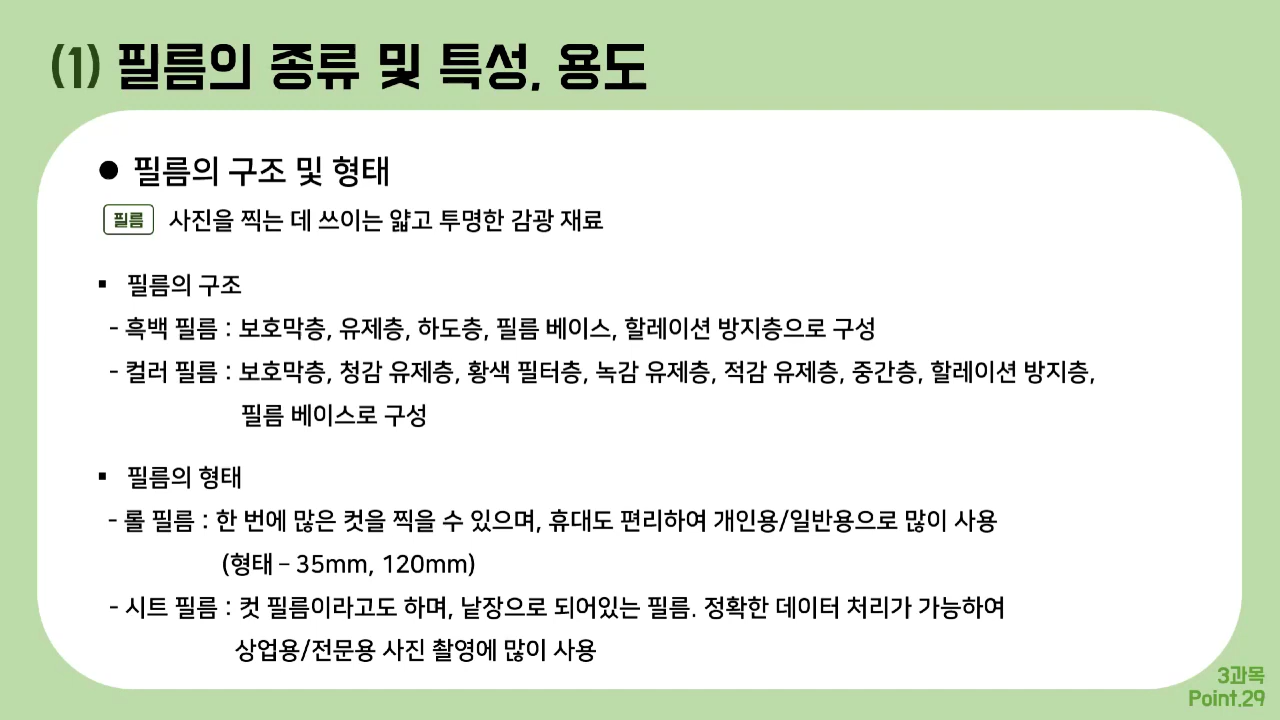 (1) 필름의 종류 및 특성, 용도
● 필름의 구조 및 형태
필름 사진을 찍는 데 쓰이는 얇고 투명한 감광 재료
▪ 필름의 구조
- 흑백 필름 : 보호막층, 유제층, 하도층, 필름 베이스, 할레이션 방지층으로 구성
- 컬러 필름 : 보호막층, 청감 유제층, 황색 필터층, 녹감 유제층, 적감 유제층, 중간층, 할레이션 방지층,
필름 베이스로 구성
▪ 필름의 형태
- 롤 필름 : 한 번에 많은 컷을 찍을 수 있으며, 휴대도 편리하여 개인용/일반용으로 많이 사용
(형태 – 35mm, 120mm)
- 시트 필름 : 컷 필름이라고도 하며, 낱장으로 되어있는 필름. 정확한 데이터 처리가 가능하여
상업용/전문용 사진 촬영에 많이 사용
3과목
Point.29